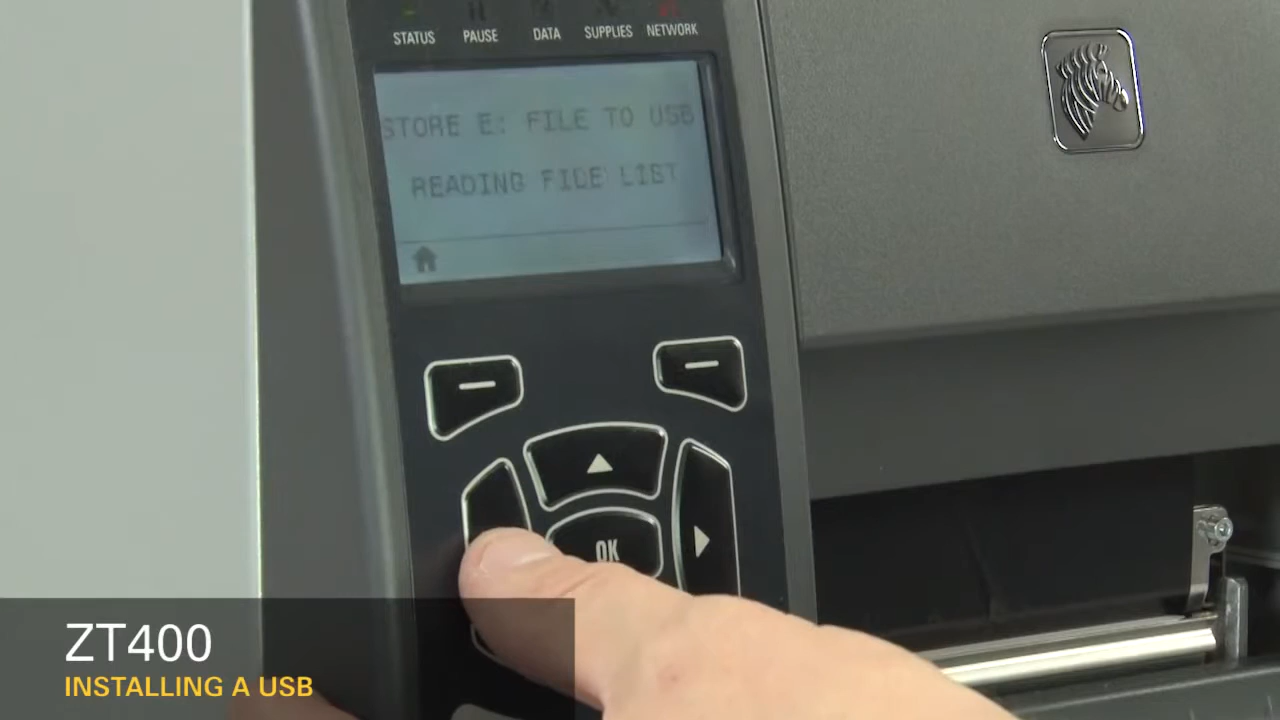 STATUS PAUSE DATA SUPPLIES NETWORK
STORE E: FILE TO USB
READING FILE LIST
OK
ZT400
INSTALLING A USB